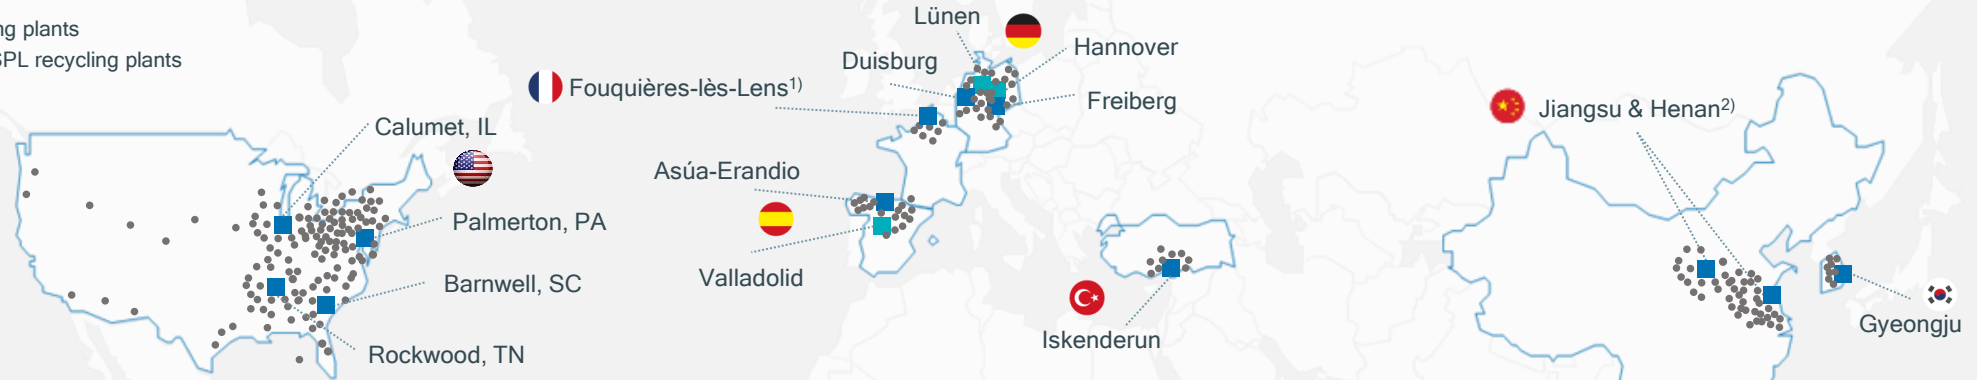 ng plants
SPL recycling plants
Calumet, IL
Palmerton, PA
Barnwell, SC
Rockwood, TN
Fouquières-lès-Lens1)
Asúa-Erandio
Valladolid
Lünen
Duisburg
Hannover
Freiberg
Iskenderun
Jiangsu & Henan2)
Gyeongju